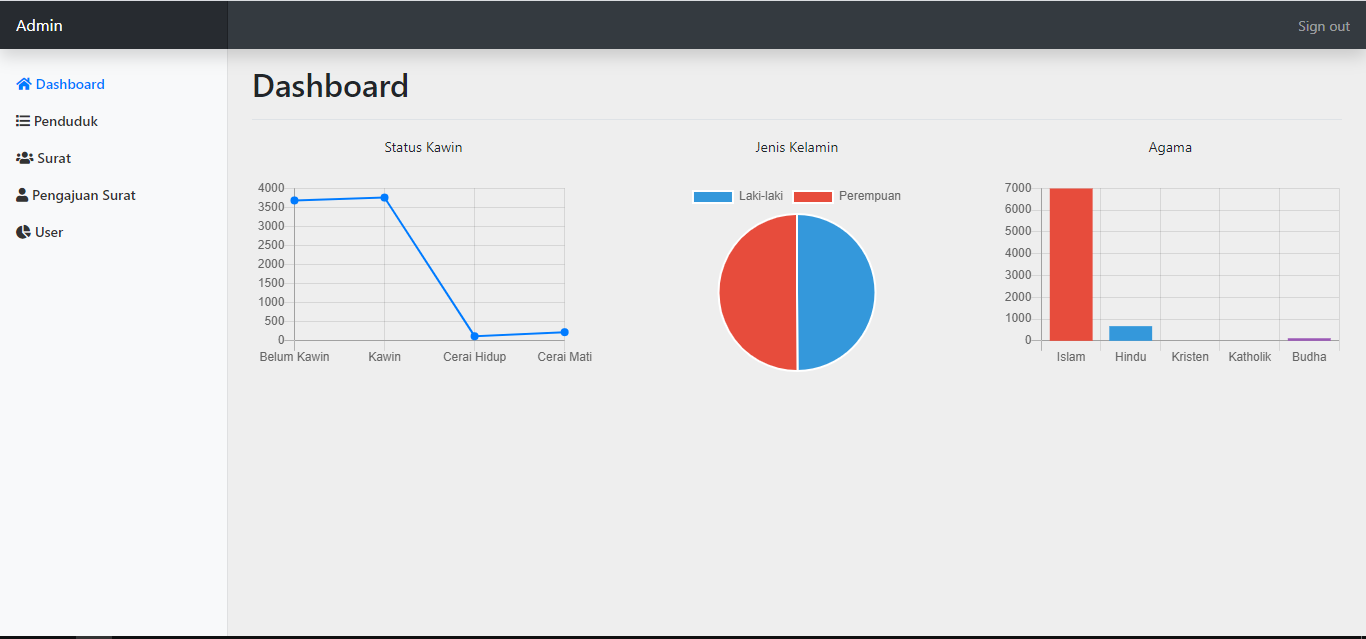 Admin
Sign out
Dashboard
Penduduk
Surat
Pengajuan Surat
User
Dashboard
Status Kawin
4000
3500
3000
2500
2000
1500
1000
500
0
Belum Kawin Kawin Cerai Hidup Cerai Mati
Jenis Kelamin
Laki-laki Perempuan
Agama
7000
6000
5000
4000
3000
2000
1000
0
Islam Hindu Kristen Katholik Budha